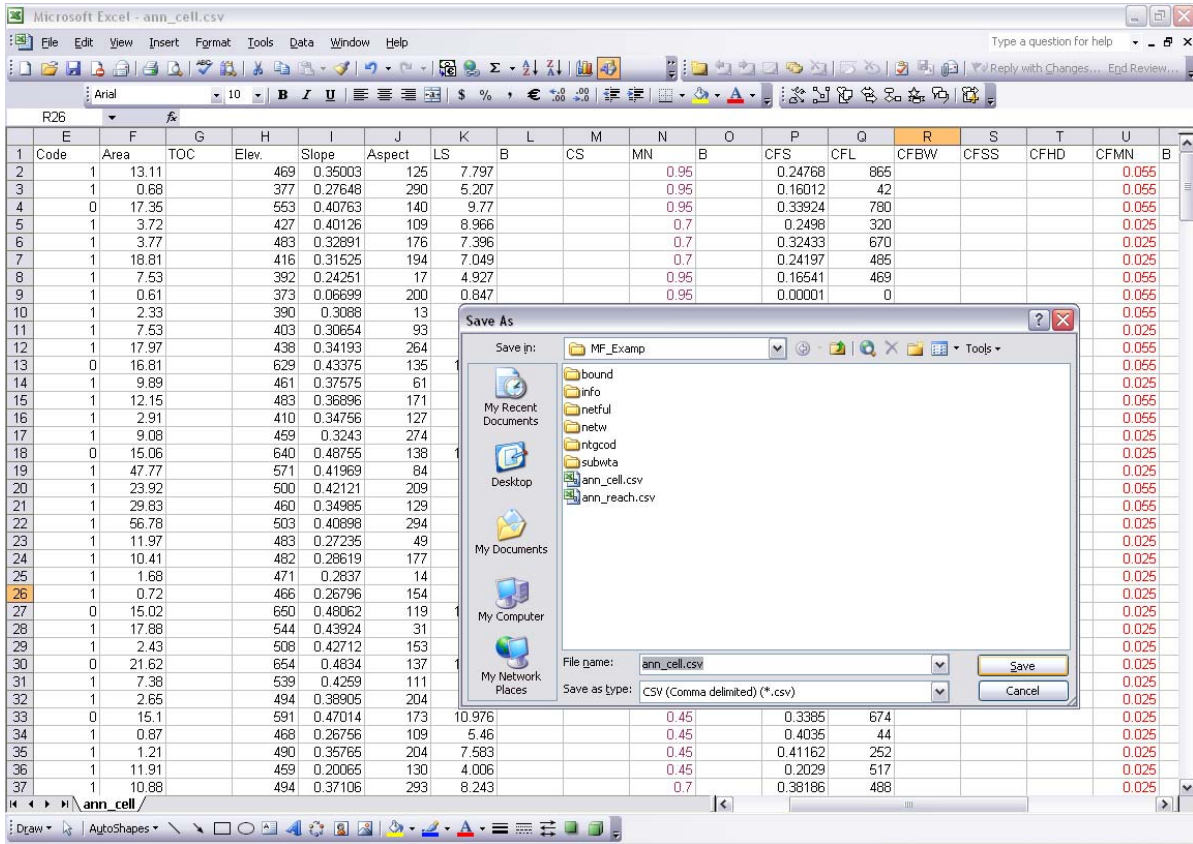 Microsoft Excel - ann_cell.csv
File Edit View Insert Format Tools Data Window Help Type a question for help
Reply with Changes... End Review...
Arial 10 B I U $ % , €
R26 fx
E F G H I J K L M N O P Q R S T U
1 Code Area TOC Elev. Slope Aspect LS B CS MN B CFS CFL CFBW CFSS CFHD CFMN B
2 1 13.11 469 0.35003 125 7.797 0.95 0.24768 865 0.055
3 1 0.68 377 0.27648 290 5.207 0.95 0.16012 42 0.055
4 0 17.35 553 0.40763 140 9.77 0.95 0.33924 780 0.055
5 1 3.72 427 0.40126 109 8.966 0.7 0.2498 320 0.025
6 1 3.77 483 0.32891 176 7.396 0.7 0.32433 670 0.025
7 1 18.81 416 0.31525 194 7.049 0.7 0.24197 485 0.025
8 1 7.53 392 0.24251 17 4.927 0.95 0.16541 469 0.055
9 1 0.61 373 0.06699 200 0.847 0.95 0.00001 0 0.055
10 1 2.33 390 0.3088 13 0.055
11 1 7.53 403 0.30654 93 0.025
12 1 17.97 438 0.34193 264 0.055
13 0 16.81 629 0.43375 135 1 0.055
14 1 9.89 461 0.37575 61 0.025
15 1 12.15 483 0.36896 171 0.055
16 1 2.91 410 0.34756 127 0.055
17 1 9.08 459 0.3243 274 0.025
18 0 15.06 640 0.48755 138 1 0.025
19 1 47.77 571 0.41969 84 0.025
20 1 23.92 500 0.42121 209 0.055
21 1 29.83 460 0.34985 129 0.055
22 1 56.78 503 0.40898 294 0.025
23 1 11.97 483 0.27235 49 0.025
24 1 10.41 482 0.28619 177 0.025
25 1 1.68 471 0.2837 14 0.025
26 1 0.72 466 0.26796 154 0.025
27 0 15.02 650 0.48062 119 1 0.025
28 1 17.88 544 0.43924 31 0.025
29 1 2.43 508 0.42712 153 0.025
30 0 21.62 654 0.4834 137 1 0.025
31 1 7.38 539 0.4259 111 0.025
32 1 2.65 494 0.38905 204 0.025
33 0 15.1 591 0.47014 173 10.976 0.45 0.3385 674 0.025
34 1 0.87 468 0.26756 109 5.46 0.45 0.4035 44 0.025
35 1 1.21 490 0.35765 204 7.583 0.45 0.41162 252 0.025
36 1 11.91 459 0.20065 130 4.006 0.45 0.2029 517 0.025
37 1 10.88 494 0.37106 293 8.243 0.7 0.38186 488 0.025
Save As
Save in: MF_Examp Tools
My Recent Documents
Desktop
My Documents
My Computer
My Network Places
bound
info
netful
netw
ntgcod
subwta
ann_cell.csv
ann_reach.csv
File name: ann_cell.csv Save
Save as type: CSV (Comma delimited) (*.csv) Cancel
ann_cell
Draw AutoShapes